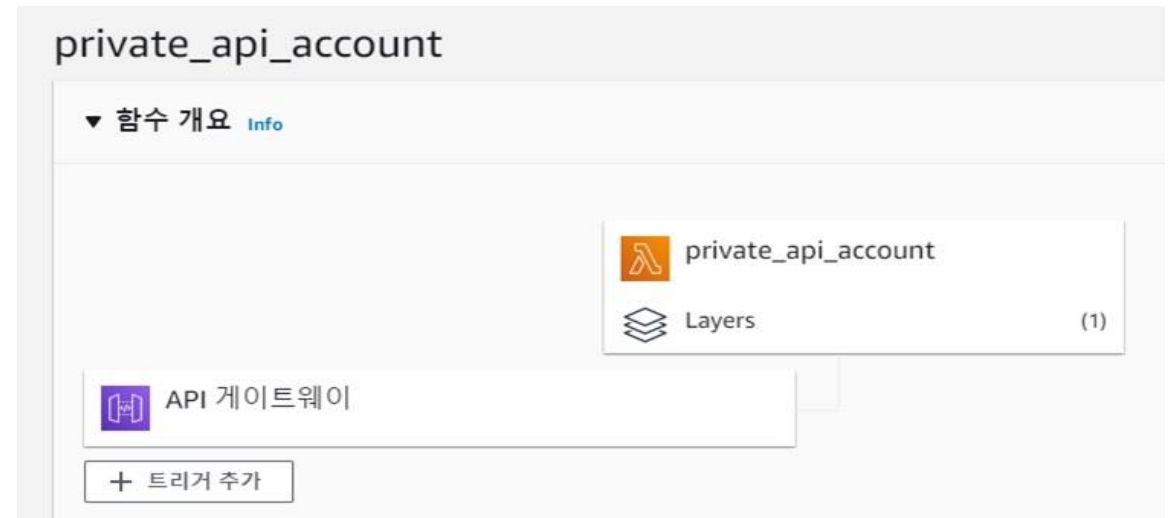 private_api_account
▼ 함수 개요 Info
private_api_account
Layers (1)
API 게이트웨이
+ 트리거 추가